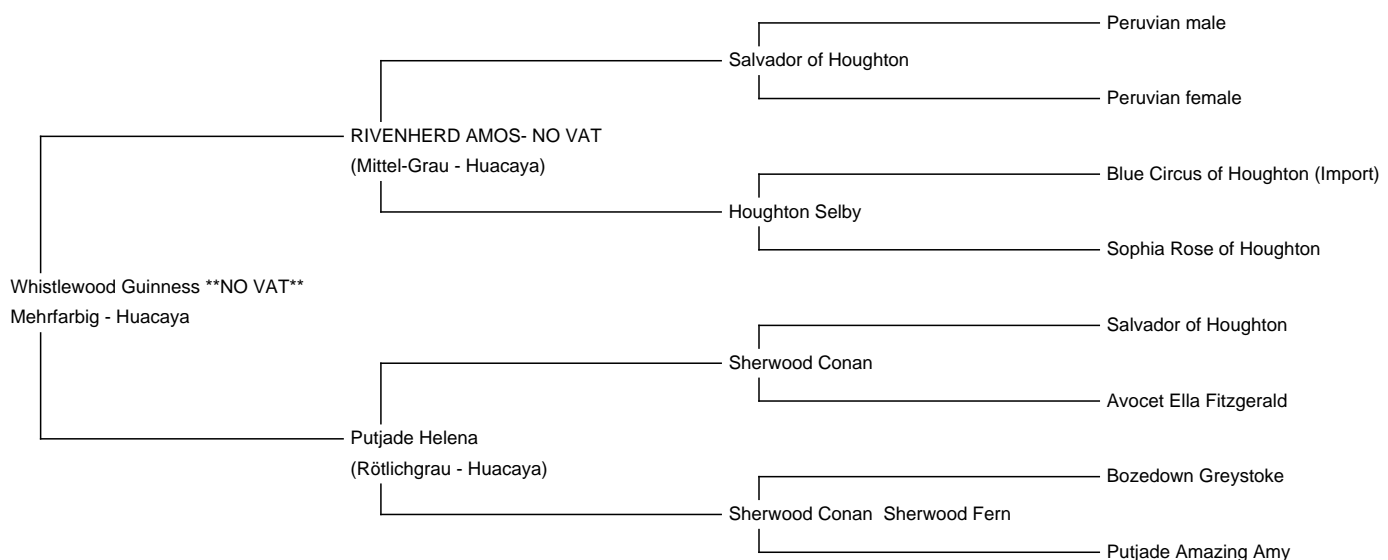 Peruvian male
Salvador of Houghton
Peruvian female
RIVENHERD AMOS- NO VAT
(Mittel-Grau - Huacaya)
Blue Circus of Houghton (Import)
Houghton Selby
Sophia Rose of Houghton
Whistlewood Guinness **NO VAT**
Mehrfarbig - Huacaya
Salvador of Houghton
Sherwood Conan
Avocet Ella Fitzgerald
Putjade Helena
(Rötlichgrau - Huacaya)
Bozedown Greystoke
Sherwood Conan  Sherwood Fern
Putjade Amazing Amy